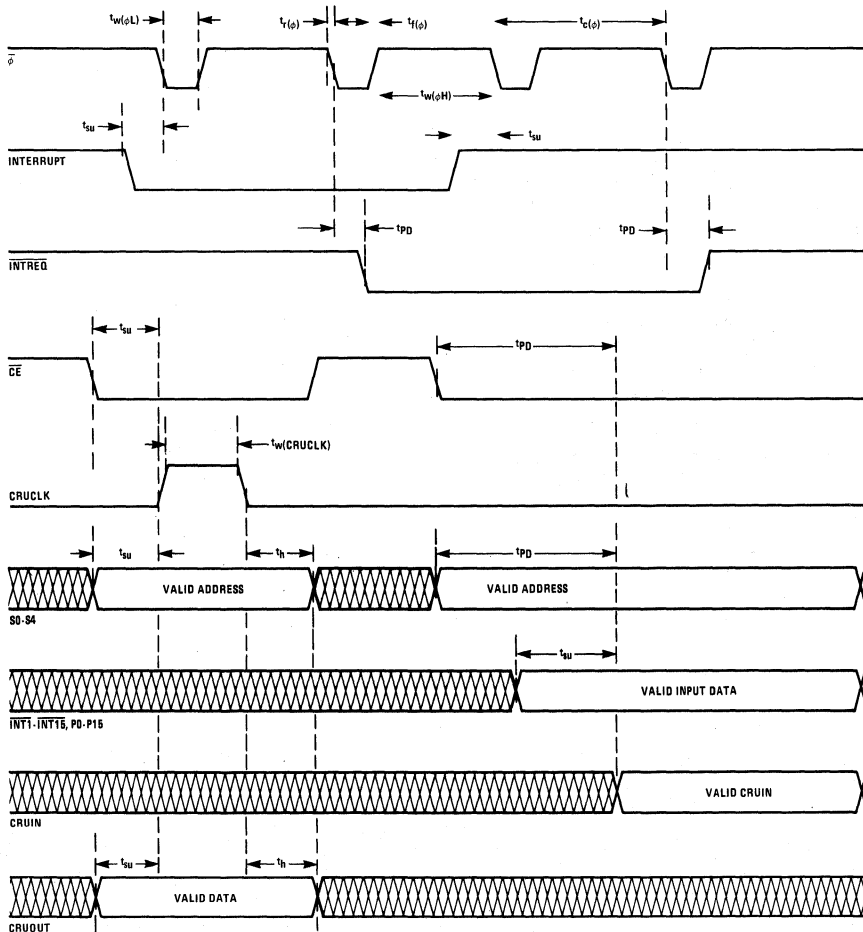 tw(φL)
tr(φ)
tf(φ)
tc(φ)
φ
tw(φH)
tsu
tsu
INTERRUPT
tPD
tPD
INTREQ
tsu
tPD
CE
tw(CRUCLK)
CRUCLK
tsu
th
tPD
VALID ADDRESS
VALID ADDRESS
S0-S4
tsu
VALID INPUT DATA
INT1-INT15, P0-P15
VALID CRUIN
CRUIN
tsu
th
VALID DATA
CRUOUT